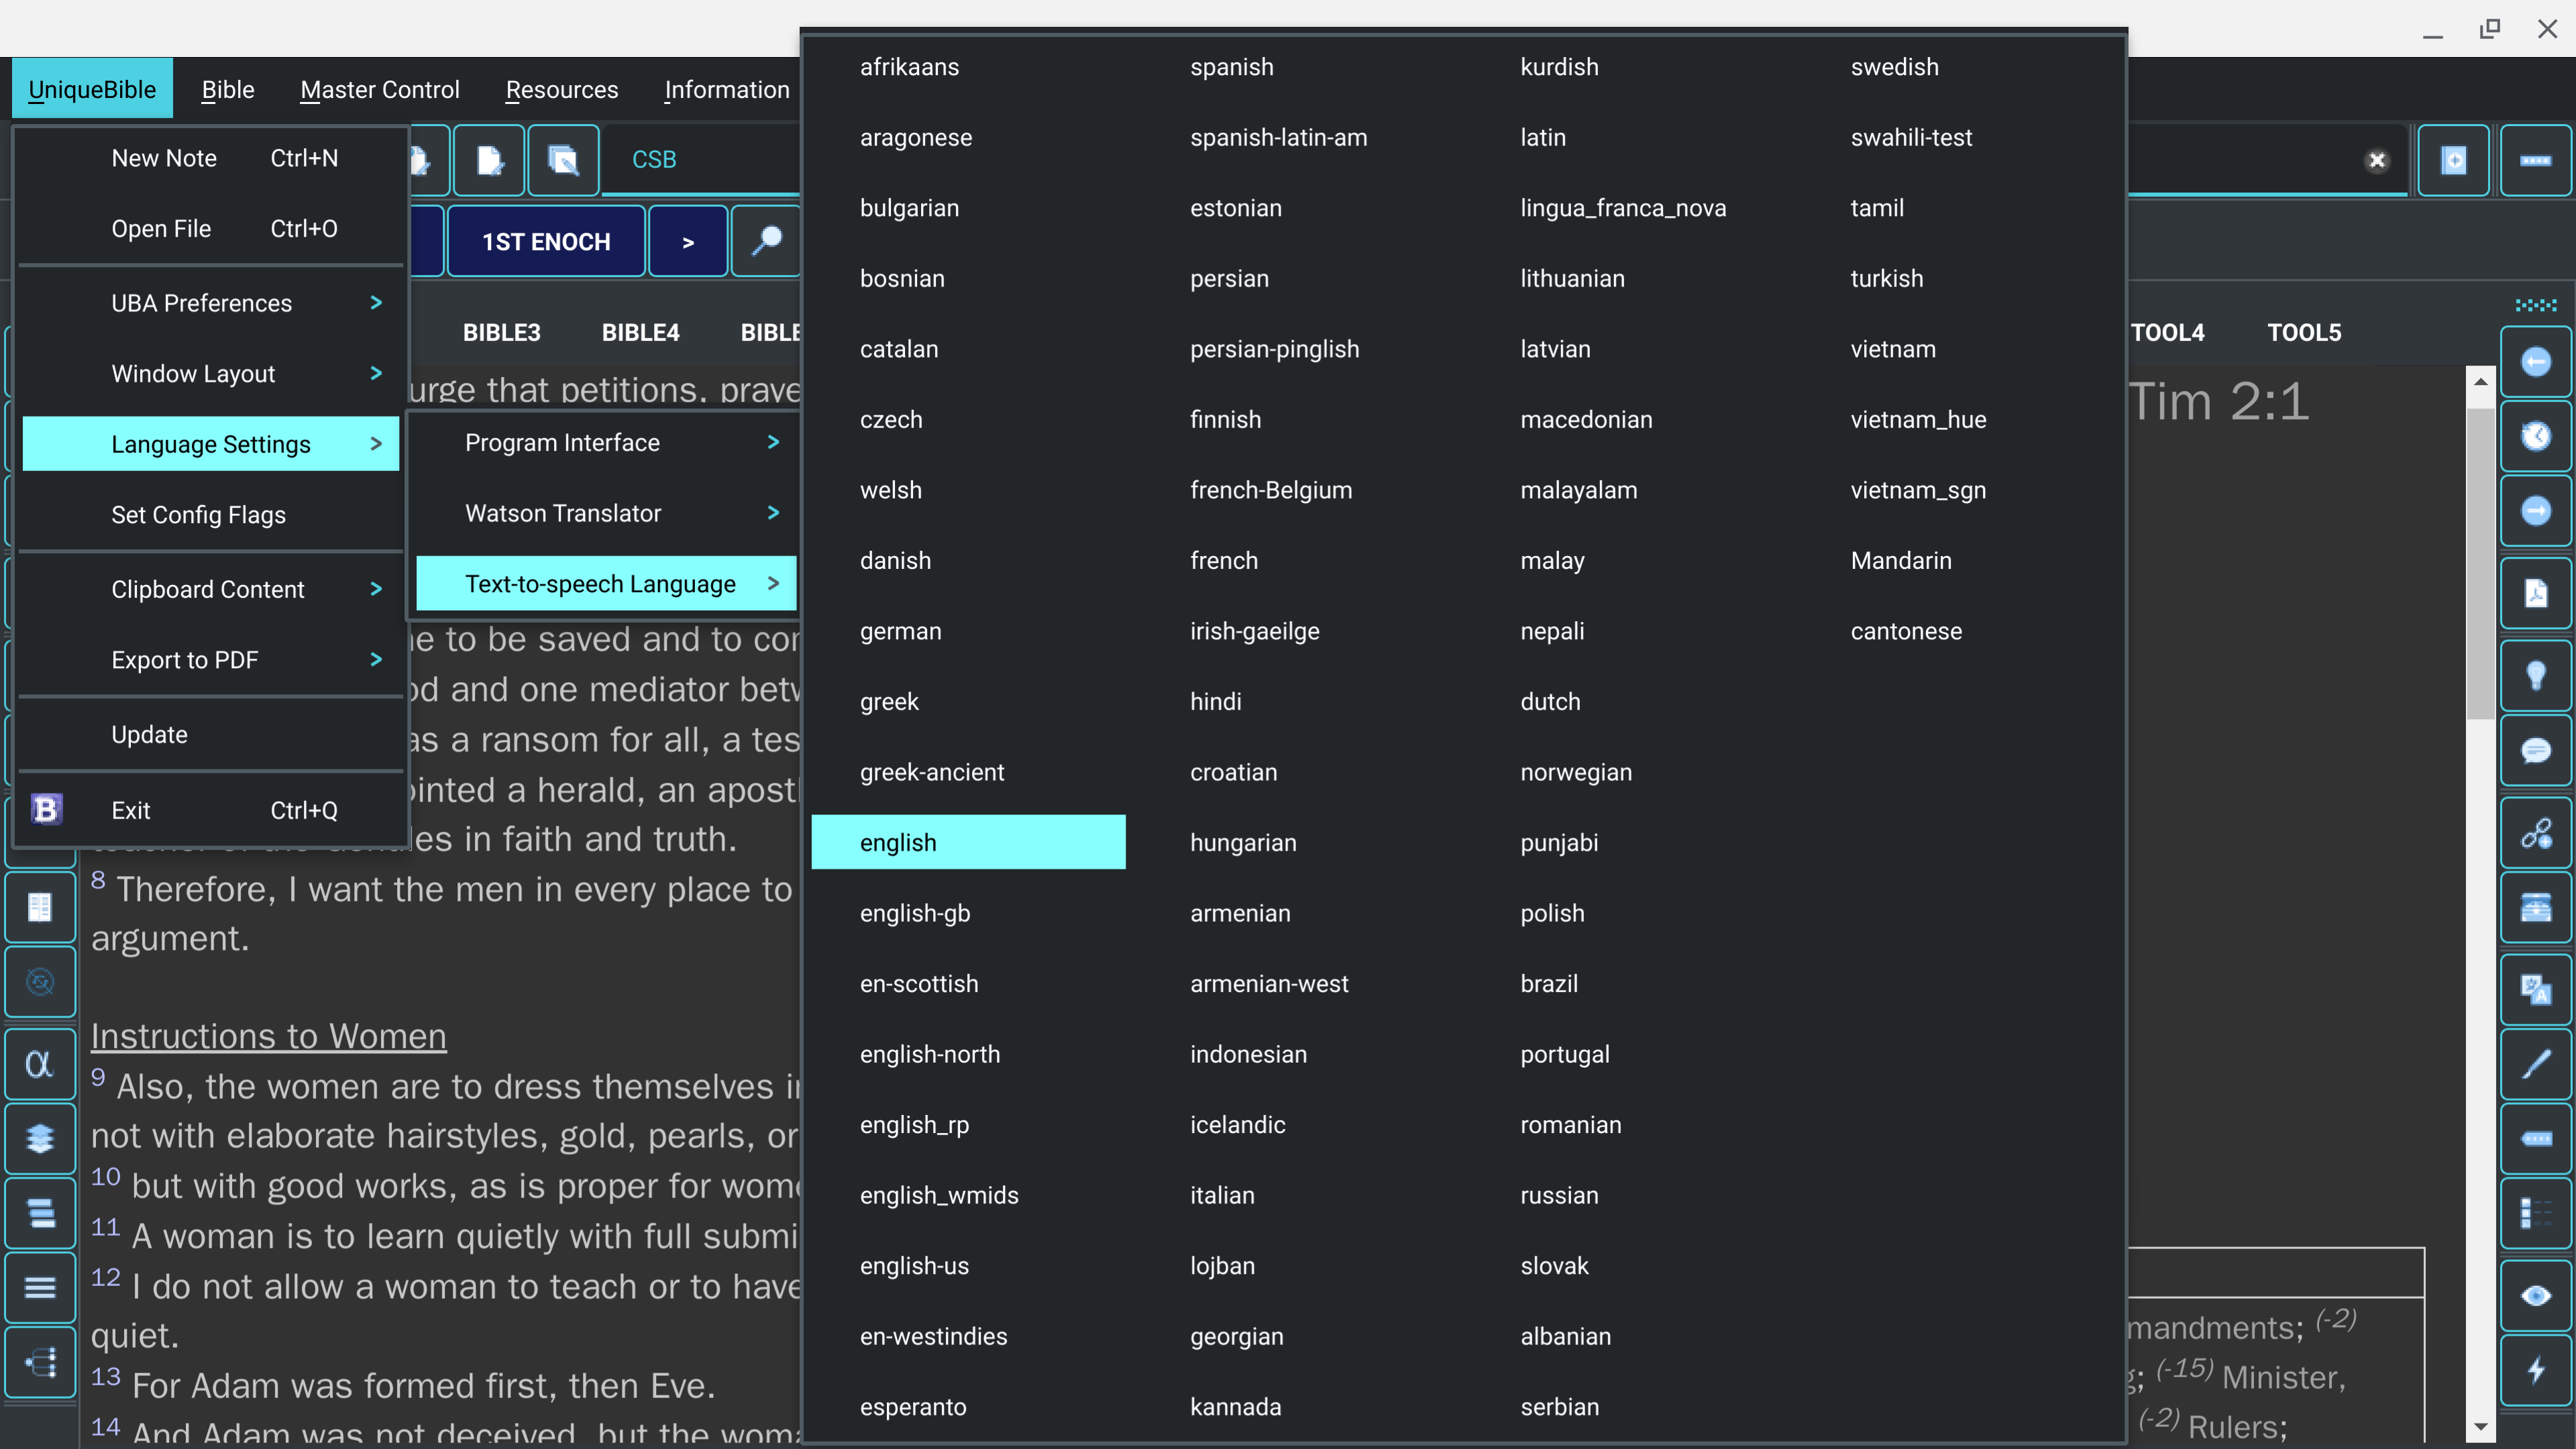 UniqueBible Bible Master Control Resources Information
New Note Ctrl+N
Open File Ctrl+O
UBA Preferences >
Window Layout >
Language Settings >
Set Config Flags
Clipboard Content >
Export to PDF >
Update
Exit Ctrl+Q
Program Interface >
Watson Translator >
Text-to-speech Language >
afrikaans
aragonese
bulgarian
bosnian
catalan
czech
welsh
danish
german
greek
greek-ancient
english
english-gb
en-scottish
english-north
english_rp
english_wmids
english-us
en-westindies
esperanto
spanish
spanish-latin-am
estonian
persian
persian-pinglish
finnish
french-Belgium
french
irish-gaeilge
hindi
croatian
hungarian
armenian
armenian-west
indonesian
icelandic
italian
lojban
georgian
kannada
kurdish
latin
lingua_franca_nova
lithuanian
latvian
macedonian
malayalam
malay
nepali
dutch
norwegian
punjabi
polish
brazil
portugal
romanian
russian
slovak
albanian
serbian
swedish
swahili-test
tamil
turkish
vietnam
vietnam_hue
vietnam_sgn
Mandarin
cantonese
CSB
1ST ENOCH >
BIBLE3 BIBLE4 BIBLE
TOOL4 TOOL5
urge that petitions, praye
to be saved and to
and one mediator
a ransom for all, a
a herald, an
in faith and truth.
8 Therefore, I want the men in every place to
argument.
Instructions to Women
9 Also, the women are to dress themselves
not with elaborate hairstyles, gold, pearls, or
10 but with good works, as is proper for
11 A woman is to learn quietly with full
12 I do not allow a woman to teach or to have
quiet.
13 For Adam was formed first, then Eve.
14 And Adam was not deceived, but the
Tim 2:1
mandments; (-2)
(-15) Minister,
(-2) Rulers;